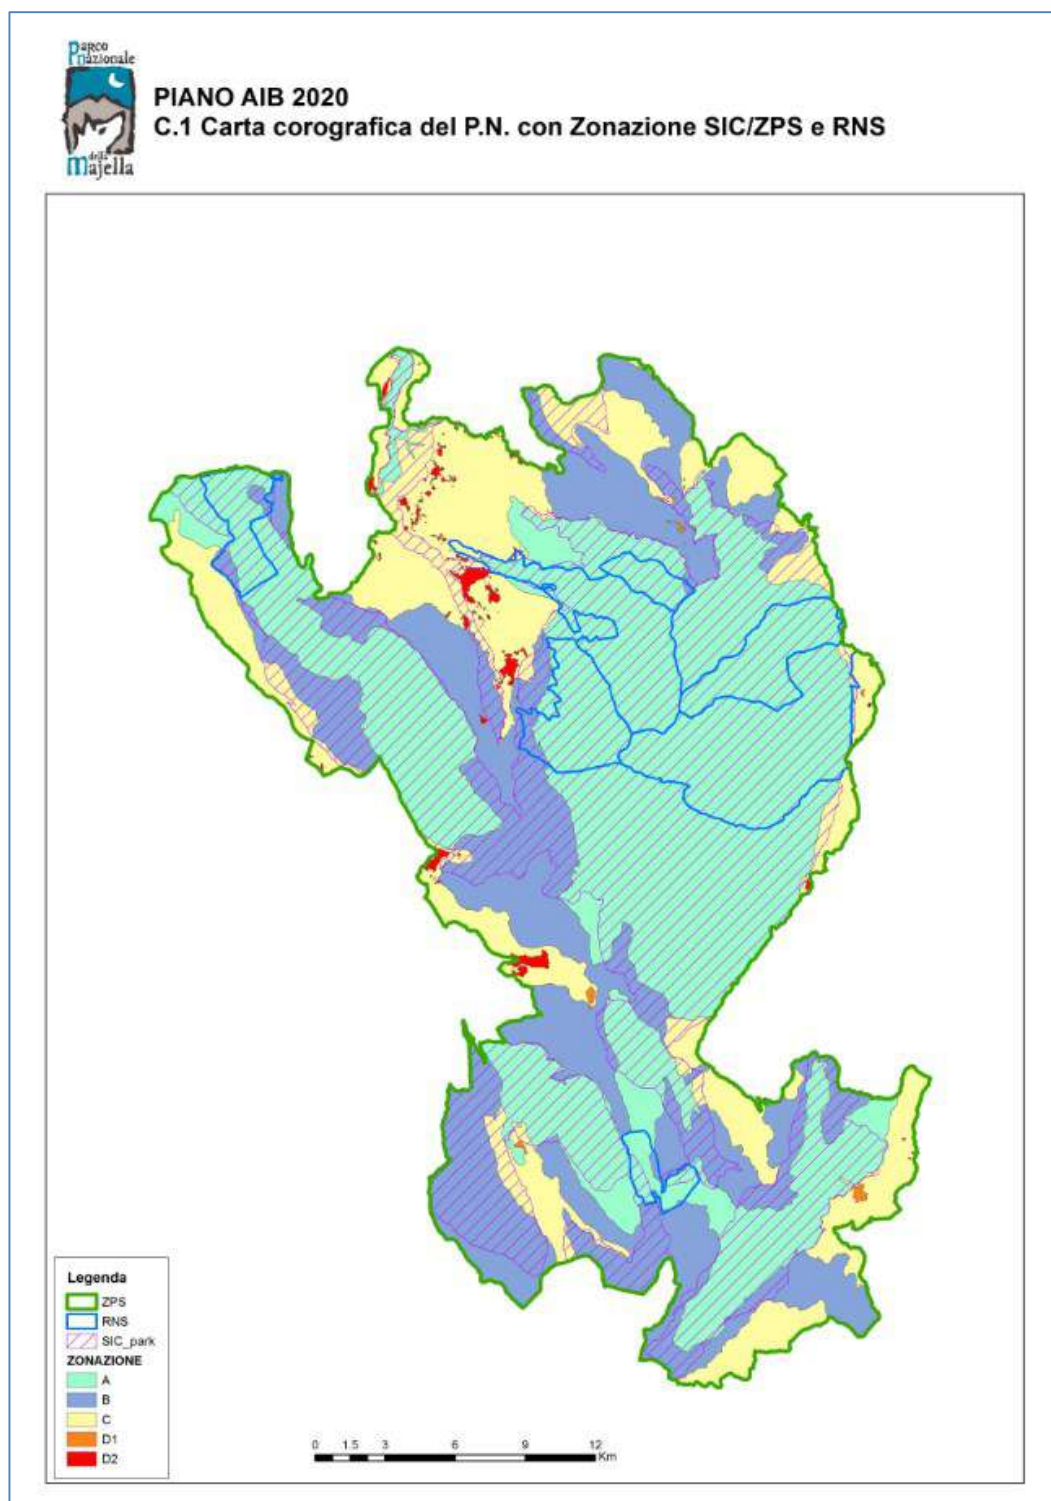 Parco
Nazionale
della
Majella
PIANO AIB 2020
C.1 Carta corografica del P.N. con Zonazione SIC/ZPS e RNS
Legenda
ZPS
RNS
SIC_park
ZONAZIONE
A
B
C
D1
D2
0 1.5 3 6 9 12
Km